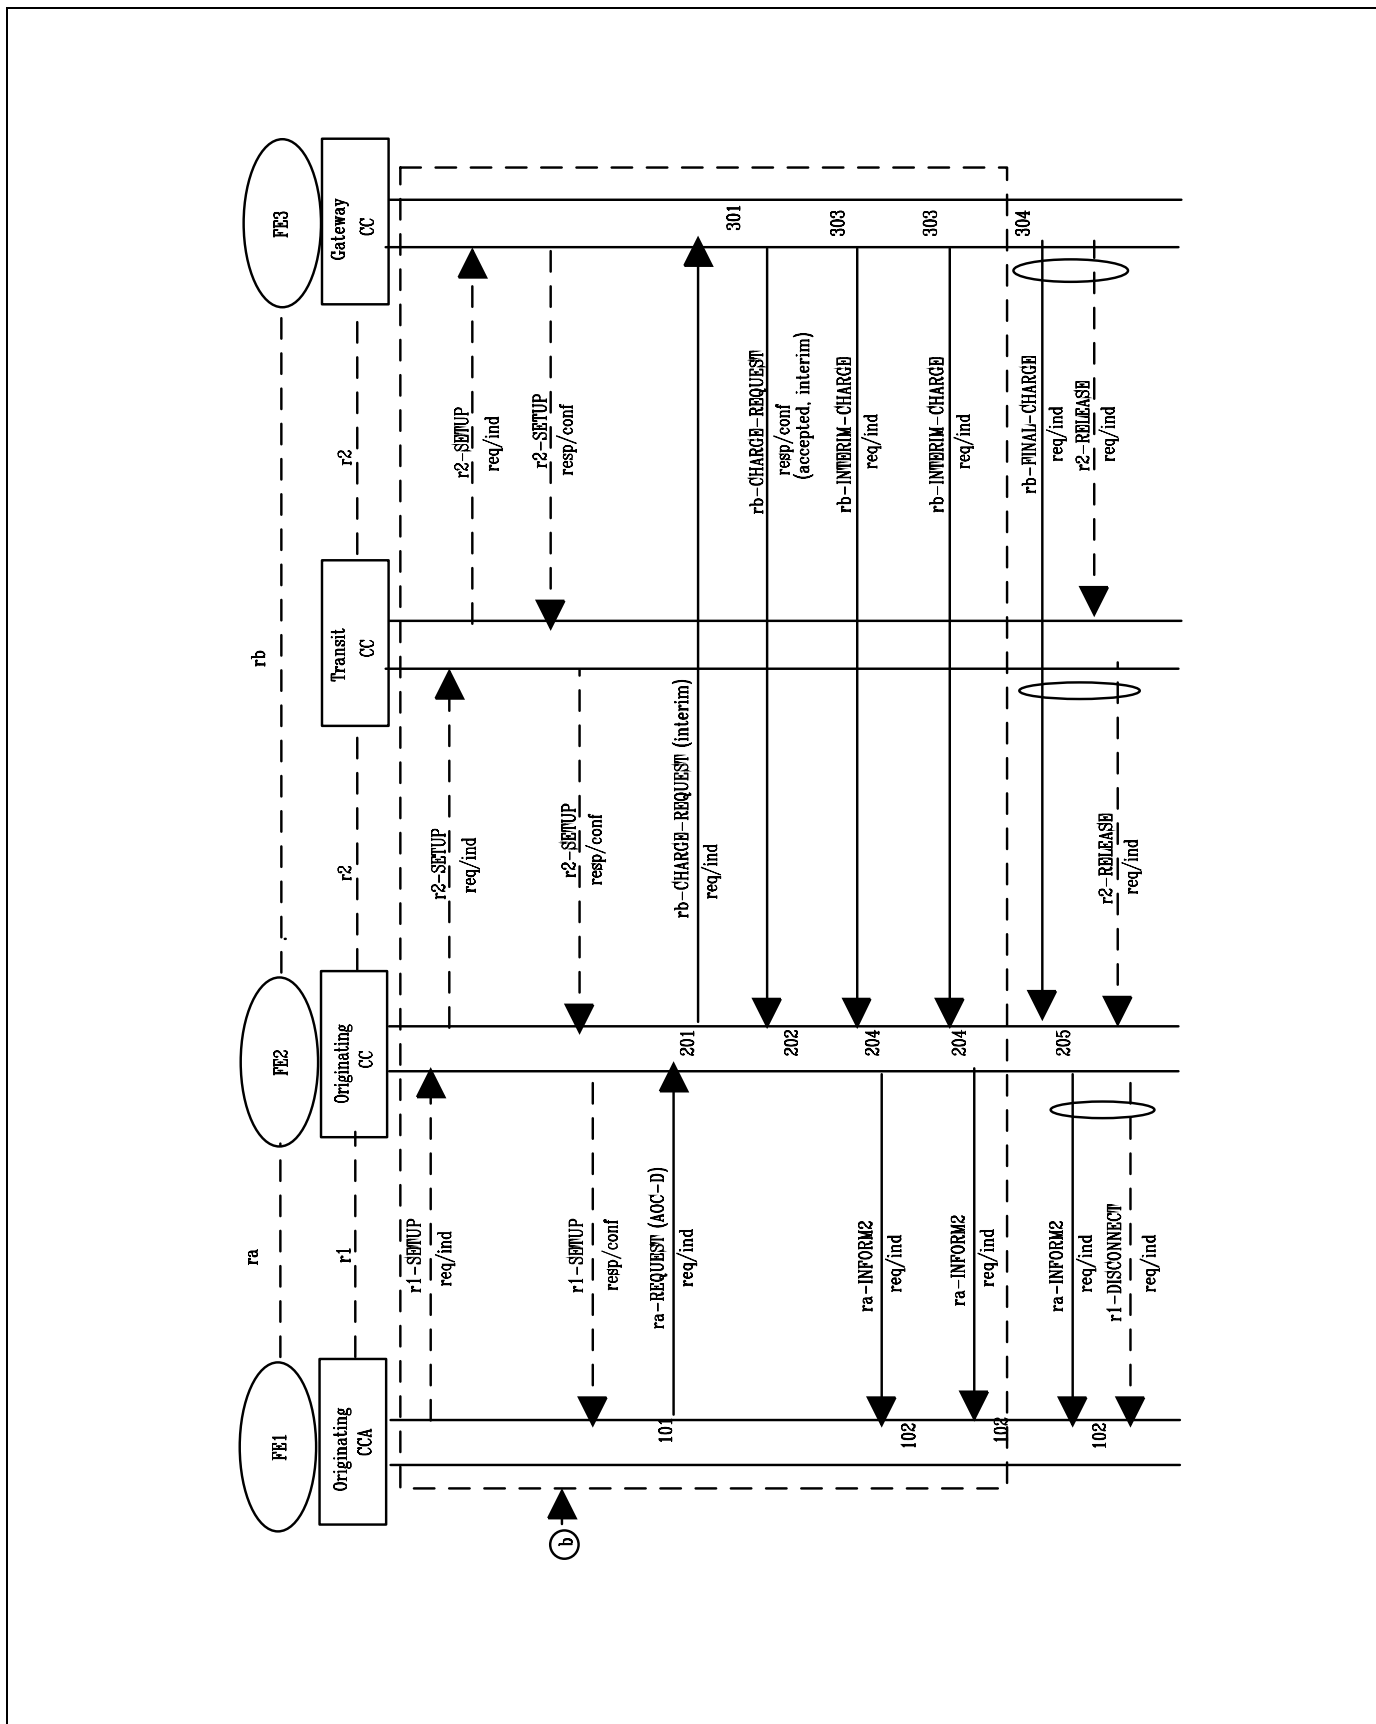 FE1
FE2
FE3
ra
rb
Originating
CCA
Originating
CC
Transit
CC
Gateway
CC
r1
r2
r2
r1-SETUP
req/ind
r2-SETUP
req/ind
r2-SETUP
req/ind
r2-SETUP
resp/conf
r2-SETUP
resp/conf
r1-SETUP
resp/conf
b
101
ra-REQUEST (AOC-D)
req/ind
201
rb-CHARGE-REQUEST (interim)
req/ind
301
rb-CHARGE-REQUEST
resp/conf
(accepted, interim)
202
303
rb-INTERIM-CHARGE
req/ind
204
ra-INFORM2
req/ind
102
303
rb-INTERIM-CHARGE
req/ind
204
ra-INFORM2
req/ind
102
304
rb-FINAL-CHARGE
req/ind
r2-RELEASE
req/ind
205
r2-RELEASE
req/ind
ra-INFORM2
req/ind
102
r1-DISCONNECT
req/ind